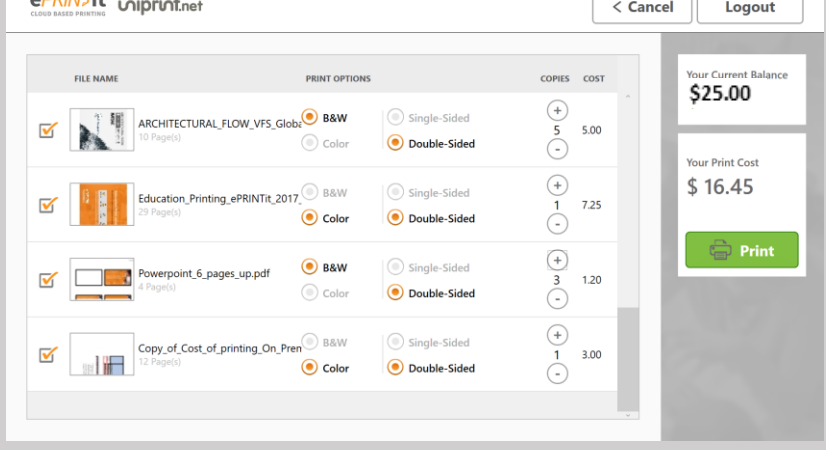 ePRINTit uniprint.net
CLOUD BASED PRINTING
< Cancel
Logout
FILE NAME PRINT OPTIONS COPIES COST
ARCHITECTURAL_FLOW_VFS_Globa
10 Page(s)
B&W
Color
Single-Sided
Double-Sided
+
5
-
5.00
Education_Printing_ePRINTit_2017_
29 Page(s)
B&W
Color
Single-Sided
Double-Sided
+
1
-
7.25
Powerpoint_6_pages_up.pdf
4 Page(s)
B&W
Color
Single-Sided
Double-Sided
+
3
-
1.20
Copy_of_Cost_of_printing_On_Prem
12 Page(s)
B&W
Color
Single-Sided
Double-Sided
+
1
-
3.00
Your Current Balance
$25.00
Your Print Cost
$ 16.45
Print